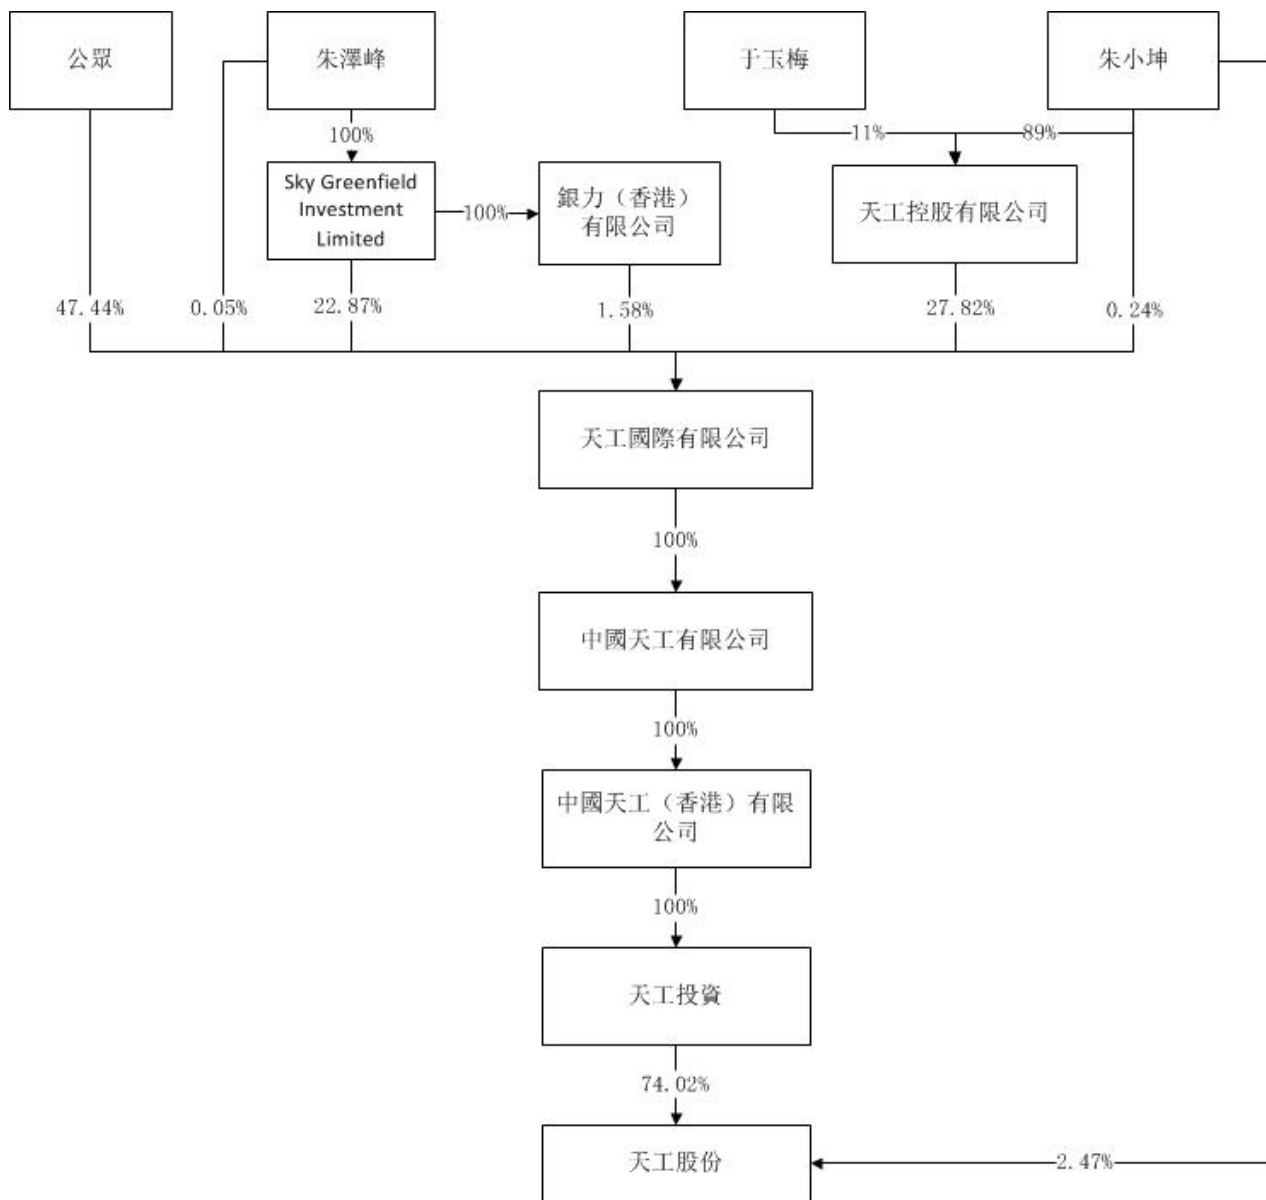 公眾
朱澤峰
于玉梅
朱小坤
100%
11%
89%
Sky Greenfield
Investment
Limited
100%
銀力（香港）
有限公司
天工控股有限公司
47.44%
0.05%
22.87%
1.58%
27.82%
0.24%
天工國際有限公司
100%
中國天工有限公司
100%
中國天工（香港）有限
公司
100%
天工投資
74.02%
天工股份
2.47%